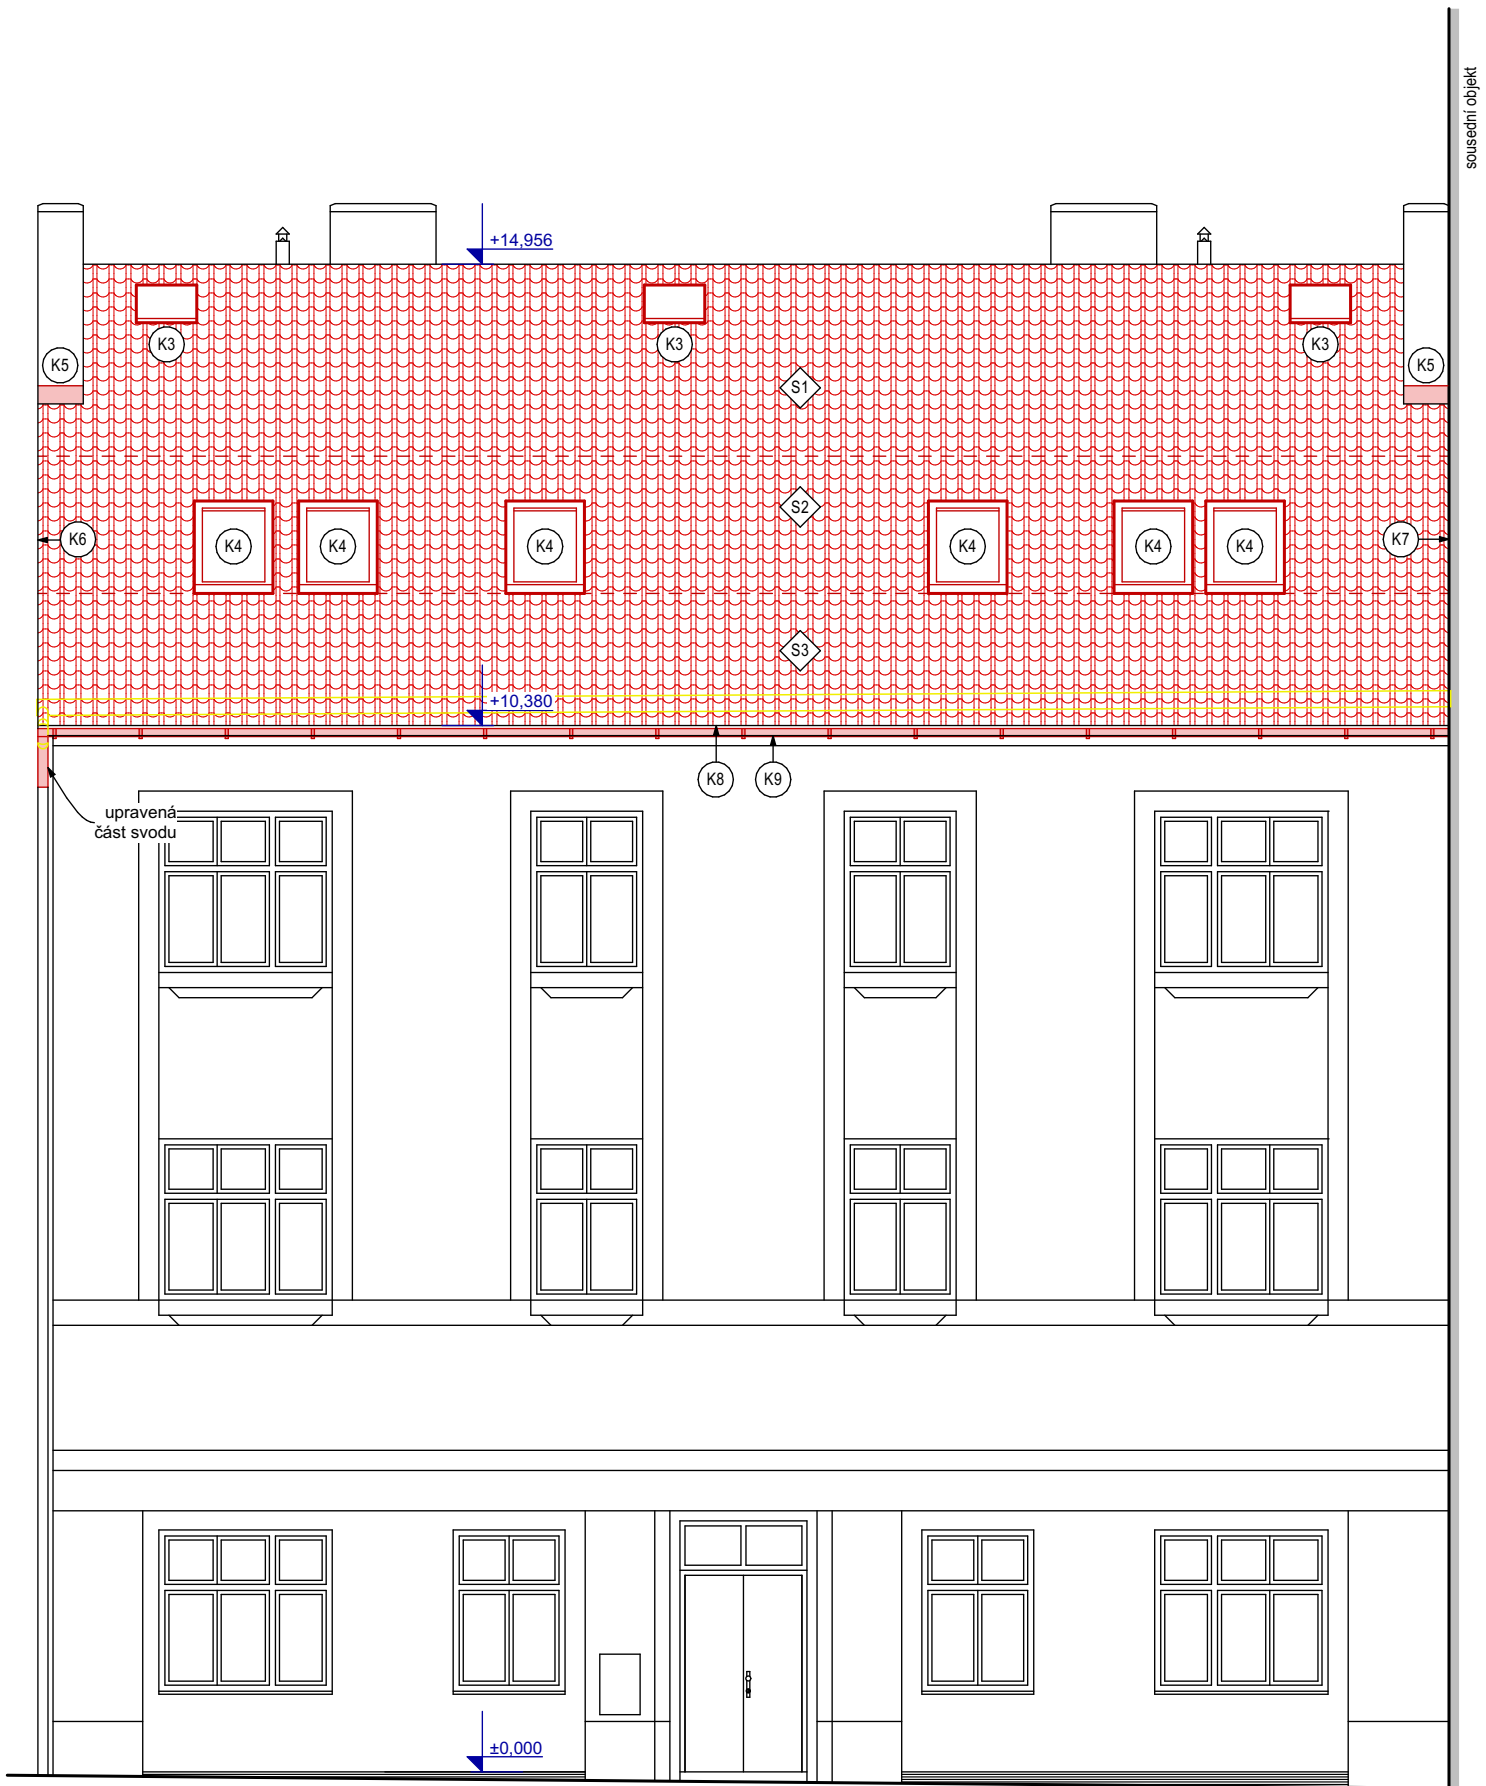 sousední objekt
+14,956
K3
K3
K3
K5
K5
S1
S2
K6
K4
K4
K4
K4
K4
K4
K7
S3
+10,380
K8
K9
upravená
část svodu
±0,000